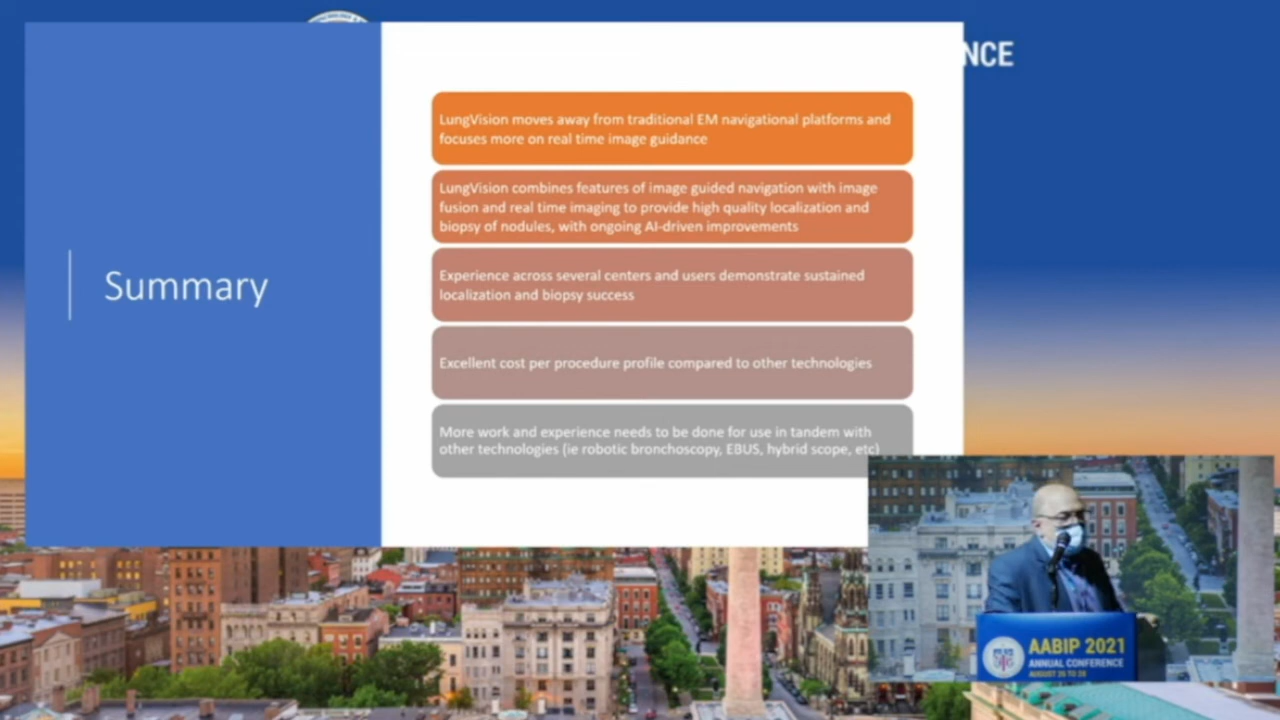 NCE
LungVision moves away from traditional EM navigational platforms and
focuses more on real time image guidance
LungVision combines features of image guided navigation with image
fusion and real time imaging to provide high quality localization and
biopsy of nodules, with ongoing AI-driven improvements
Experience across several centers and users demonstrate sustained
localization and biopsy success
Summary
Excellent cost per procedure profile compared to other technologies
More work and experience needs to be done for use in tandem with
other technologies (ie robotic bronchoscopy, EBUS, hybrid scope, etc)
AABIP 2021
ANNUAL CONFERENCE
AUGUST 26 TO 28